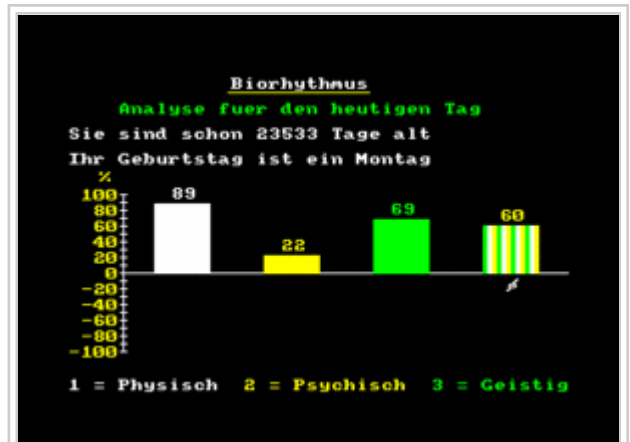 Biorhythmus
Analyse fuer den heutigen Tag
Sie sind schon 23533 Tage alt
Ihr Geburtstag ist ein Montag
%
100 89
80 69
60 60
40 22
20
0
-20
-40
-60
-80
-100
1 = Physisch 2 = Psychisch 3 = Geistig